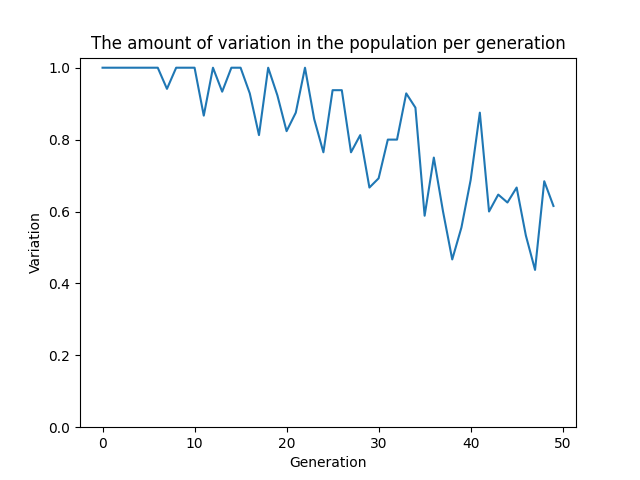 The amount of variation in the population per generation
1.0
0.8
0.6
0.4
0.2
0.0
Variation
0 10 20 30 40 50
Generation